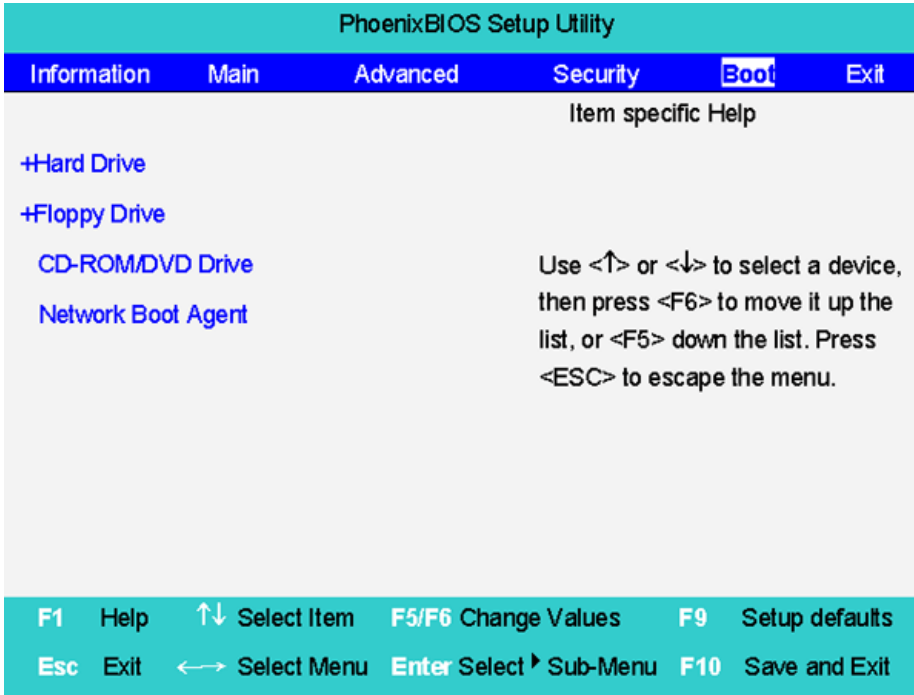 PhoenixBIOS Setup Utility
Information Main Advanced Security Boot Exit
Item specific Help
+Hard Drive
+Floppy Drive
CD-ROM/DVD Drive
Network Boot Agent
Use <↑> or <↓> to select a device,
then press <F6> to move it up the
list, or <F5> down the list. Press
<ESC> to escape the menu.
F1 Help ↑↓ Select Item F5/F6 Change Values F9 Setup defaults
Esc Exit ←→ Select Menu Enter Select ▸ Sub-Menu F10 Save and Exit